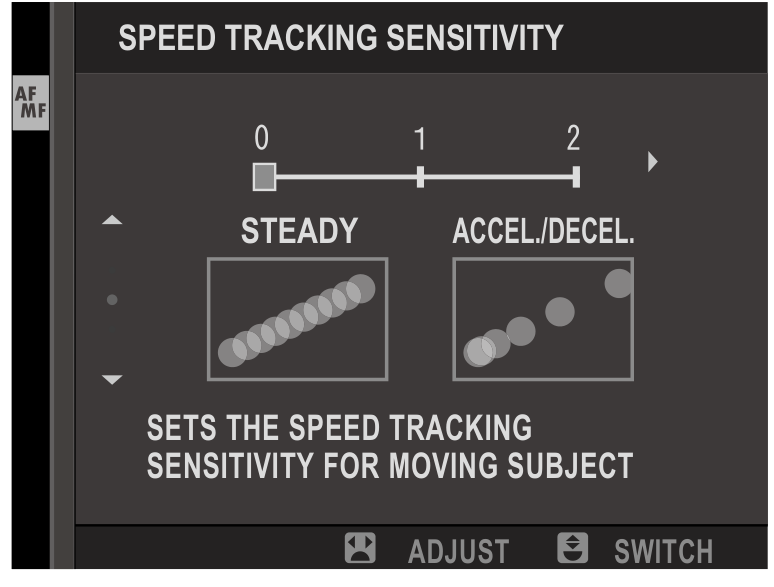 SPEED TRACKING SENSITIVITY
AF
MF
0 1 2
STEADY ACCEL./DECEL.
SETS THE SPEED TRACKING
SENSITIVITY FOR MOVING SUBJECT
ADJUST SWITCH